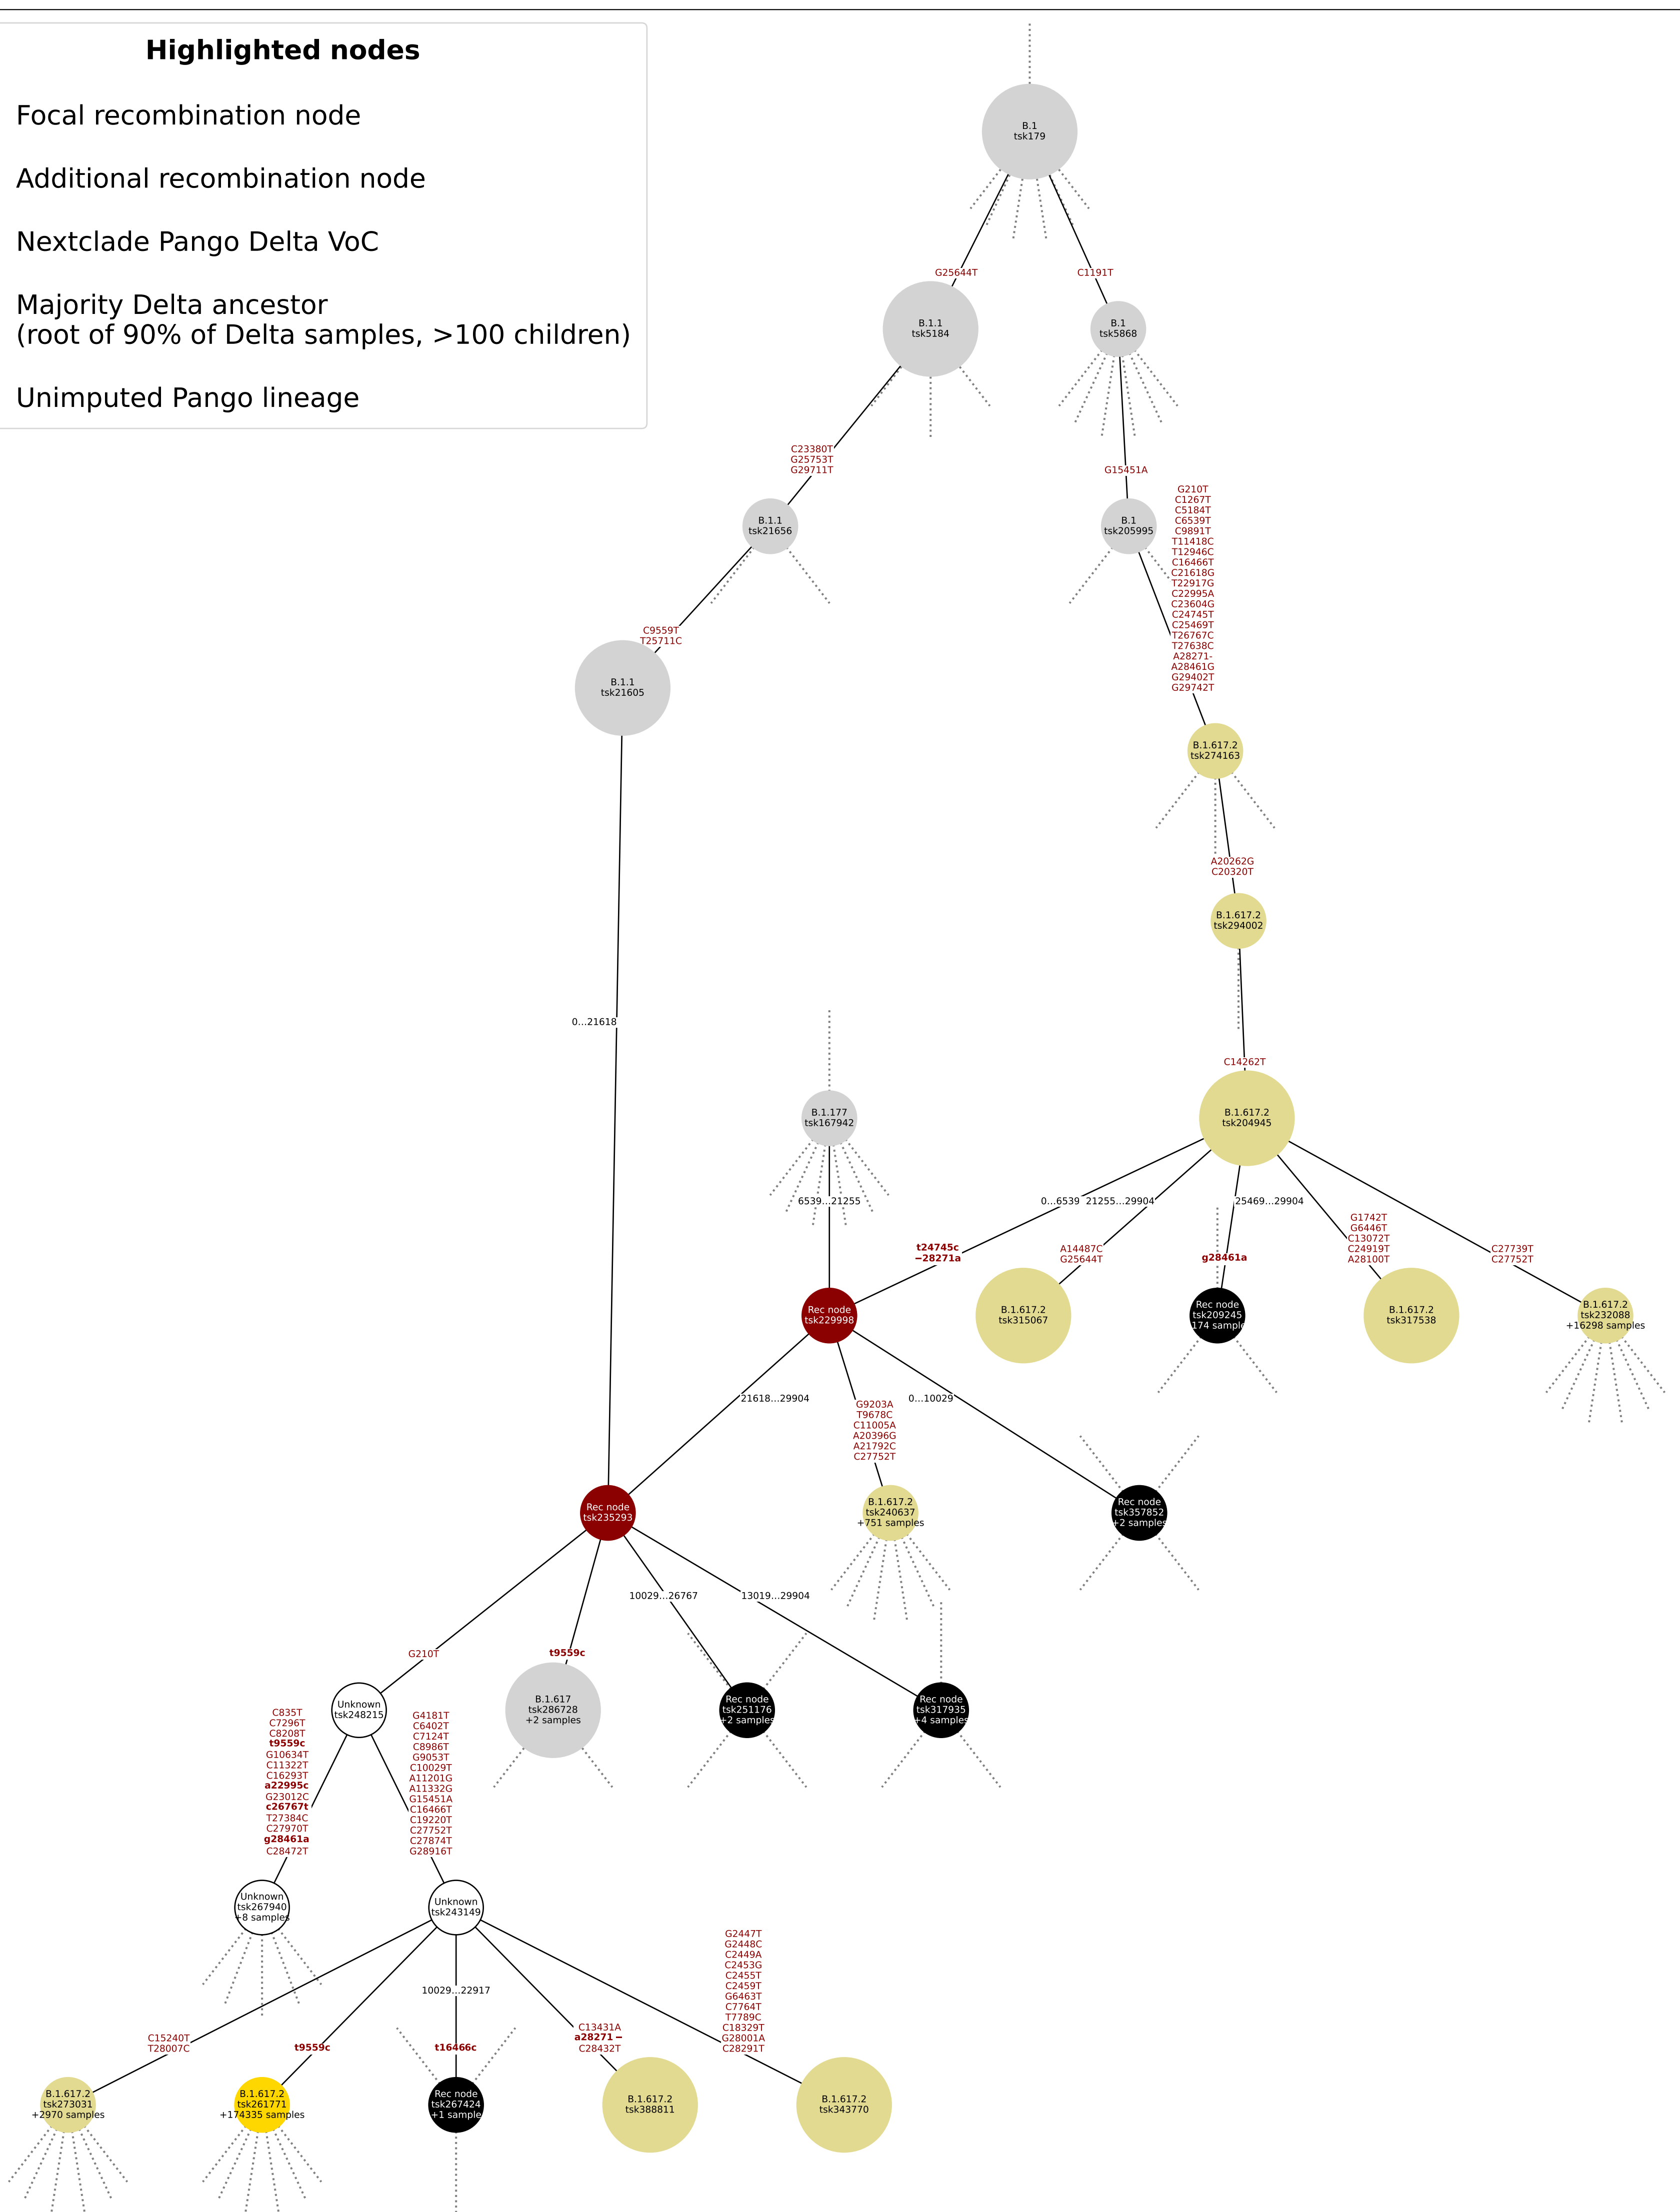 Highlighted nodes
Focal recombination node
Additional recombination node
Nextclade Pango Delta VoC
Majority Delta ancestor
(root of 90% of Delta samples, >100 children)
Unimputed Pango lineage
B.1
tsk179
G25644T
C1191T
B.1.1
tsk5184
B.1
tsk5868
C23380T
G25753T
G29711T
G15451A
B.1.1
tsk21656
B.1
tsk205995
G210T
C1267T
C5184T
C6539T
C9891T
T11418C
T12946C
C16466T
C21618G
T22917G
C22995A
C23604G
C24745T
C25469T
T26767C
T27638C
A28271-
A28461G
G29402T
G29742T
C9559T
T25711C
B.1.1
tsk21605
B.1.617.2
tsk274163
A20262G
C20320T
B.1.617.2
tsk294002
0...21618
C14262T
B.1.177
tsk167942
B.1.617.2
tsk204945
6539...21255
0...6539 21255...29904
25469...29904
t24745c
−28271a
A14487C
G25644T
g28461a
G1742T
G6446T
C13072T
C24919T
A28100T
C27739T
C27752T
Rec node
tsk229998
B.1.617.2
tsk315067
Rec node
tsk209245
174 sample
B.1.617.2
tsk317538
B.1.617.2
tsk232088
+16298 samples
21618...29904
G9203A
T9678C
C11005A
A20396G
A21792C
C27752T
0...10029
Rec node
tsk235293
B.1.617.2
tsk240637
+751 samples
Rec node
tsk357852
+2 samples
10029...26767
13019...29904
G210T
t9559c
Unknown
tsk248215
B.1.617
tsk286728
+2 samples
Rec node
tsk251176
+2 samples
Rec node
tsk317935
+4 samples
C835T
C7296T
C8208T
t9559c
G10634T
C11322T
C16293T
a22995c
G23012C
c26767t
T27384C
C27970T
g28461a
C28472T
G4181T
C6402T
C7124T
C8986T
G9053T
C10029T
A11201G
A11332G
G15451A
C16466T
C19220T
C27752T
C27874T
G28916T
Unknown
tsk267940
+8 samples
Unknown
tsk243149
10029...22917
C15240T
T28007C
t9559c
t16466c
C13431A
a28271−
C28432T
G2447T
G2448C
C2449A
C2453G
C2455T
C2459T
G6463T
C7764T
T7789C
C18329T
G28001A
C28291T
B.1.617.2
tsk273031
+2970 samples
B.1.617.2
tsk261771
+174335 samples
Rec node
tsk267424
+1 sample
B.1.617.2
tsk388811
B.1.617.2
tsk343770